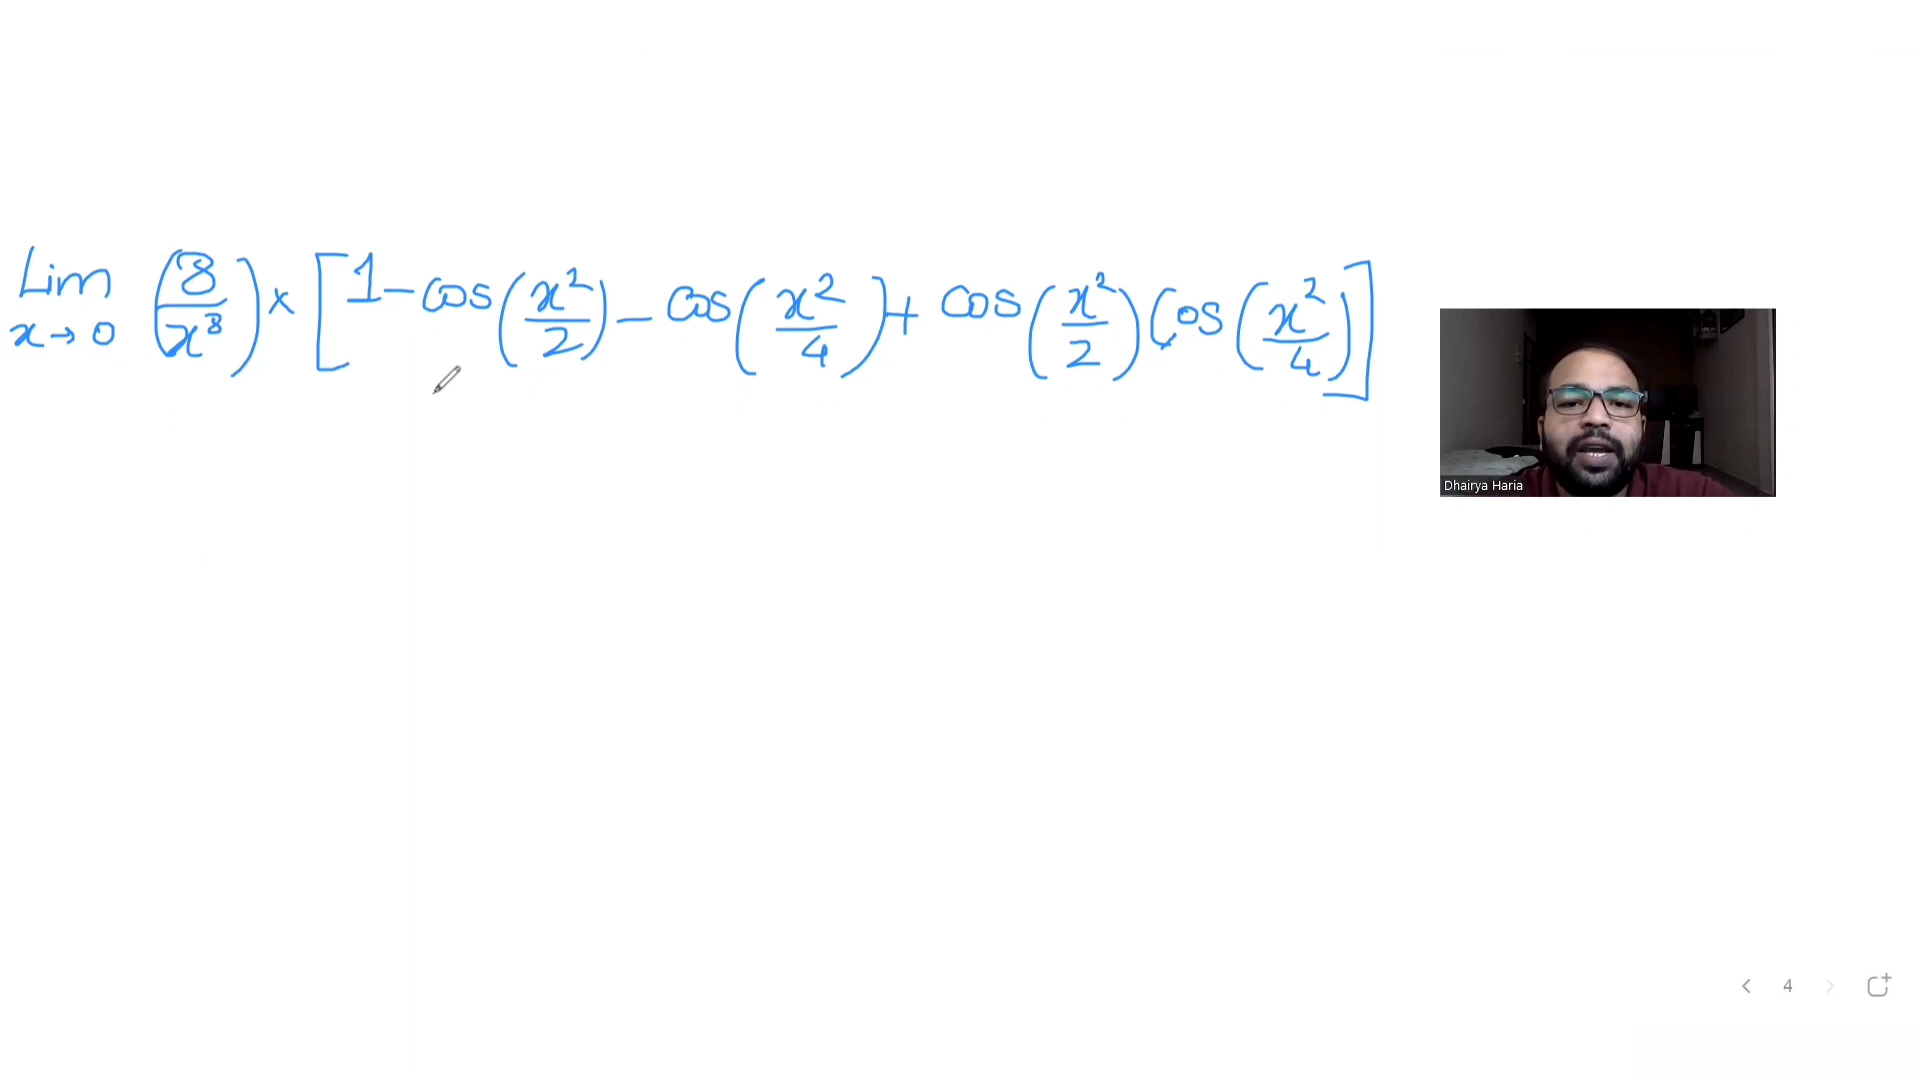 Lim x→0 (8/x⁸) × [1 - cos(x²/2) - cos(x²/4) + cos(x²/2) cos(x²/4)]
Dhairya Haria
4